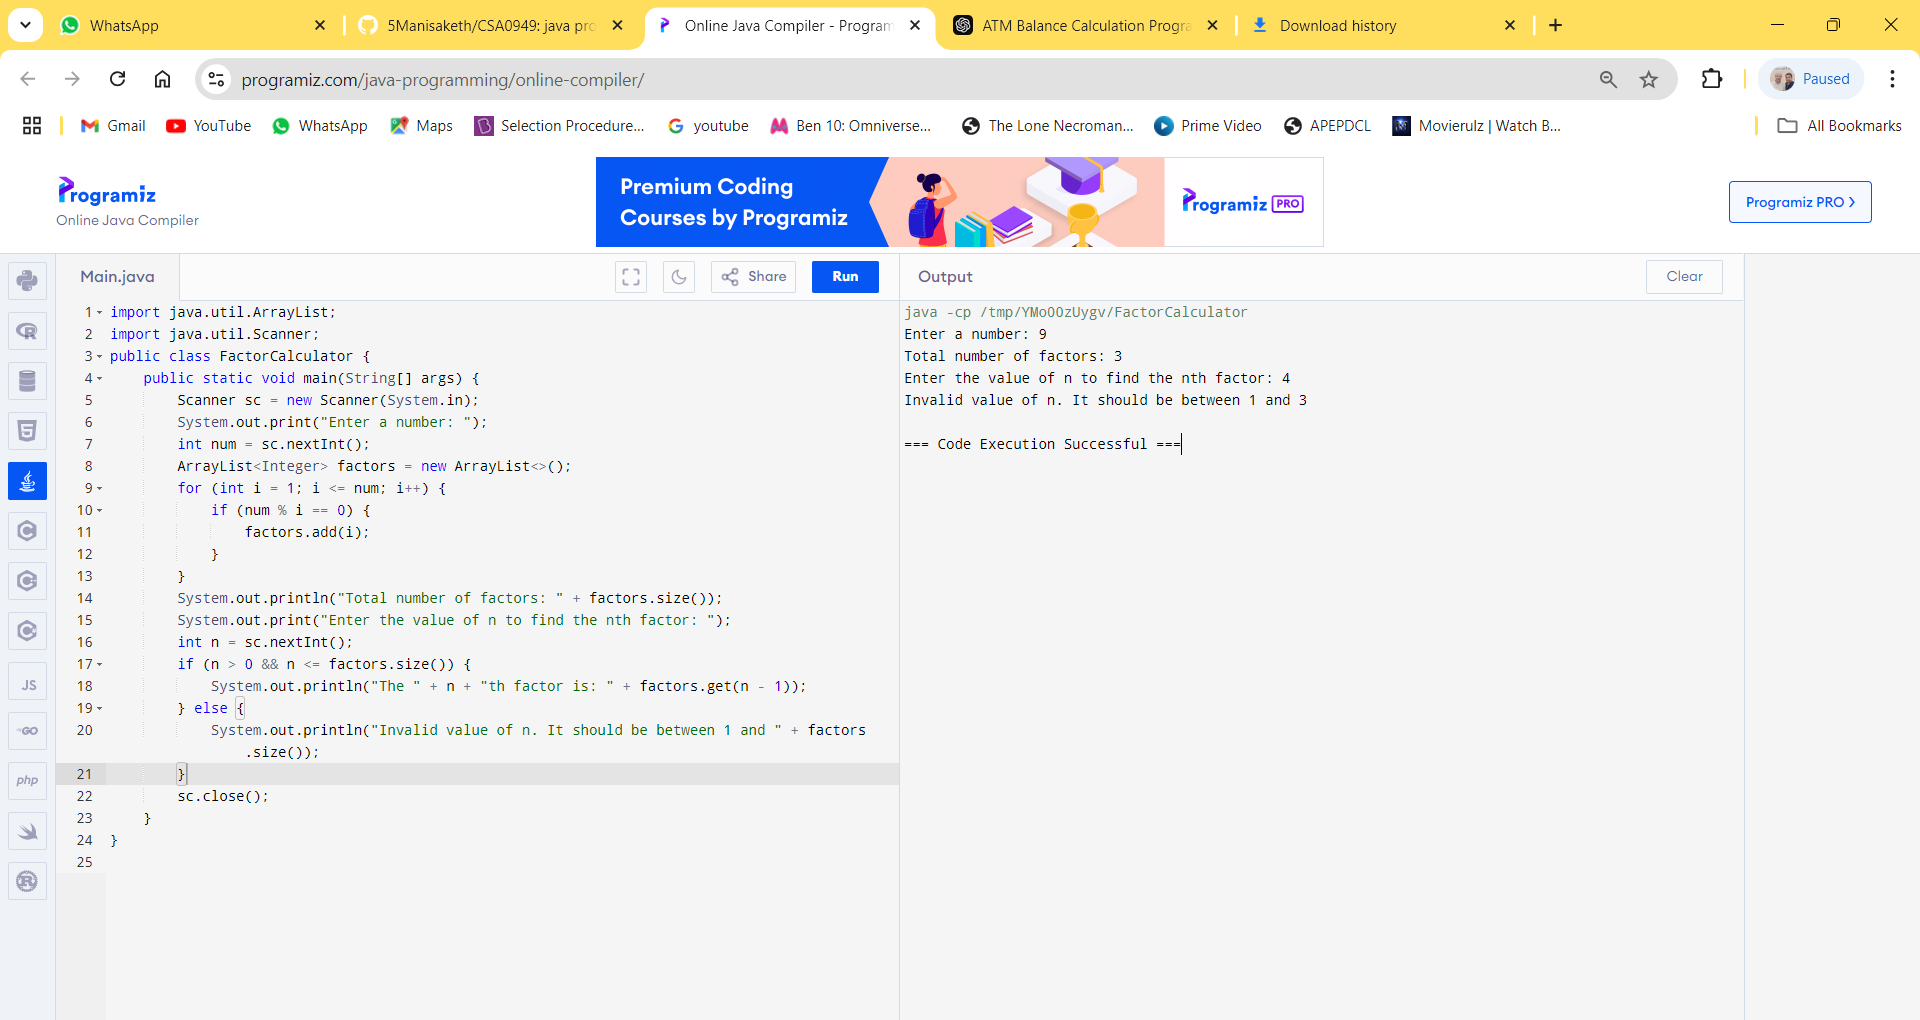 WhatsApp
5Manisaketh/CSA0949: java pro
Online Java Compiler - Program
ATM Balance Calculation Progra
Download history
programiz.com/java-programming/online-compiler/
Paused
Gmail
YouTube
WhatsApp
Maps
Selection Procedure...
youtube
Ben 10: Omniverse...
The Lone Necroman...
Prime Video
APEPDCL
Movierulz | Watch B...
All Bookmarks
Programiz
Online Java Compiler
Premium Coding
Courses by Programiz
Programiz PRO
Programiz PRO >
Main.java
Share
Run
Output
Clear
1 import java.util.ArrayList;
2 import java.util.Scanner;
3 public class FactorCalculator {
4     public static void main(String[] args) {
5         Scanner sc = new Scanner(System.in);
6         System.out.print("Enter a number: ");
7         int num = sc.nextInt();
8         ArrayList<Integer> factors = new ArrayList<>();
9         for (int i = 1; i <= num; i++) {
10             if (num % i == 0) {
11                 factors.add(i);
12             }
13         }
14         System.out.println("Total number of factors: " + factors.size());
15         System.out.print("Enter the value of n to find the nth factor: ");
16         int n = sc.nextInt();
17         if (n > 0 && n <= factors.size()) {
18             System.out.println("The " + n + "th factor is: " + factors.get(n - 1));
19         } else {
20             System.out.println("Invalid value of n. It should be between 1 and " + factors
                .size());
21         }
22         sc.close();
23     }
24 }
25
java -cp /tmp/YMoOOzUygv/FactorCalculator
Enter a number: 9
Total number of factors: 3
Enter the value of n to find the nth factor: 4
Invalid value of n. It should be between 1 and 3
=== Code Execution Successful ===
JS
GO
php